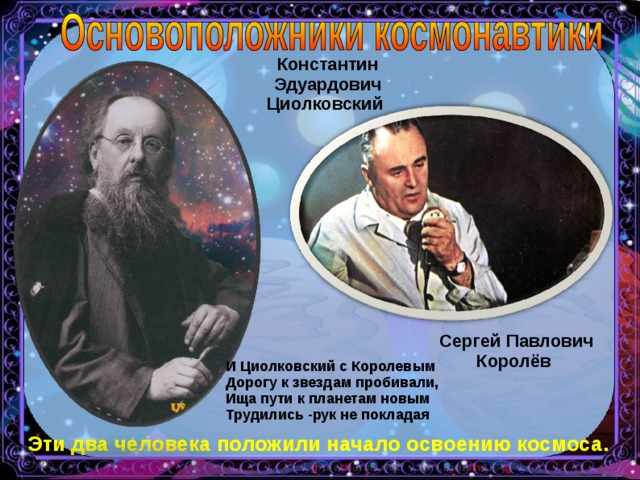 Основоположники космонавтики
Константин
Эдуардович
Циолковский
Сергей Павлович
Королёв
И Циолковский с Королевым
Дорогу к звездам пробивали,
Ища пути к планетам новым
Трудились -рук не покладая
Эти два человека положили начало освоению космоса.